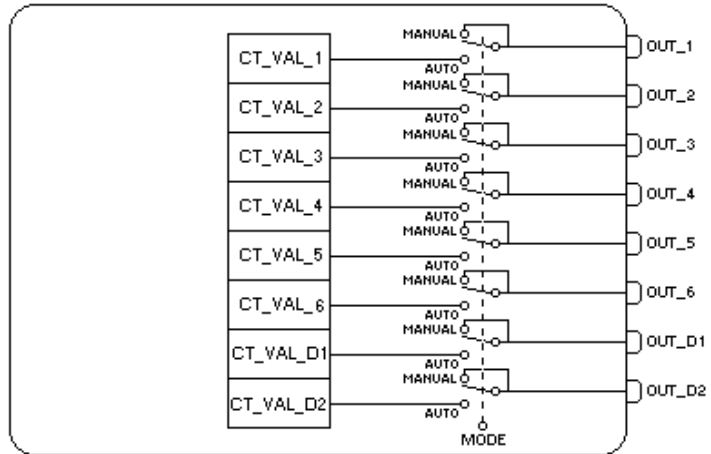 MANUAL
CT_VAL_1
AUTO
OUT_1
MANUAL
CT_VAL_2
AUTO
OUT_2
MANUAL
CT_VAL_3
AUTO
OUT_3
MANUAL
CT_VAL_4
AUTO
OUT_4
MANUAL
CT_VAL_5
AUTO
OUT_5
MANUAL
CT_VAL_6
AUTO
OUT_6
MANUAL
CT_VAL_D1
AUTO
OUT_D1
MANUAL
CT_VAL_D2
AUTO
OUT_D2
MODE